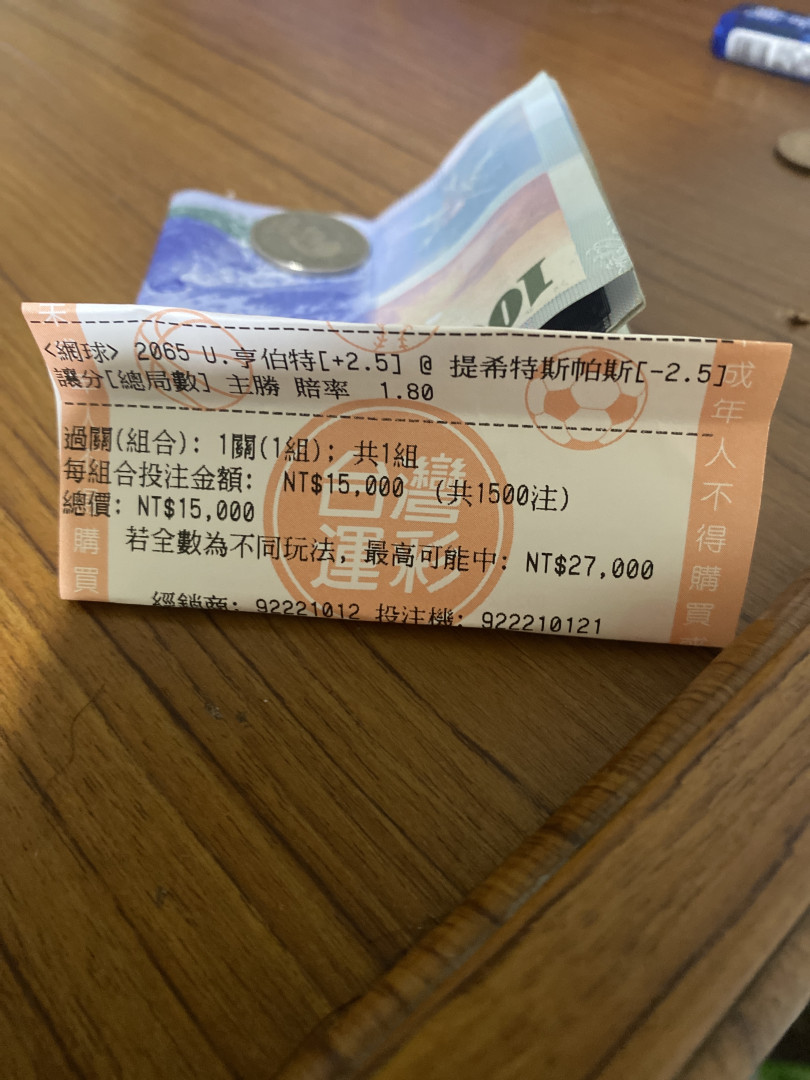 <網球> 2065 U.亨伯特[+2.5] @ 提希特斯帕斯[-2.5]
讓分[總局數] 主勝 賠率 1.80
過關(組合): 1關(1組); 共1組
每組合投注金額: NT$15,000 (共1500注)
總價: NT$15,000
若全數為不同玩法, 最高可能中: NT$27,000
經銷商: 92221012 投注機: 922210121
台灣
運彩
購買
成年人不得購買
10